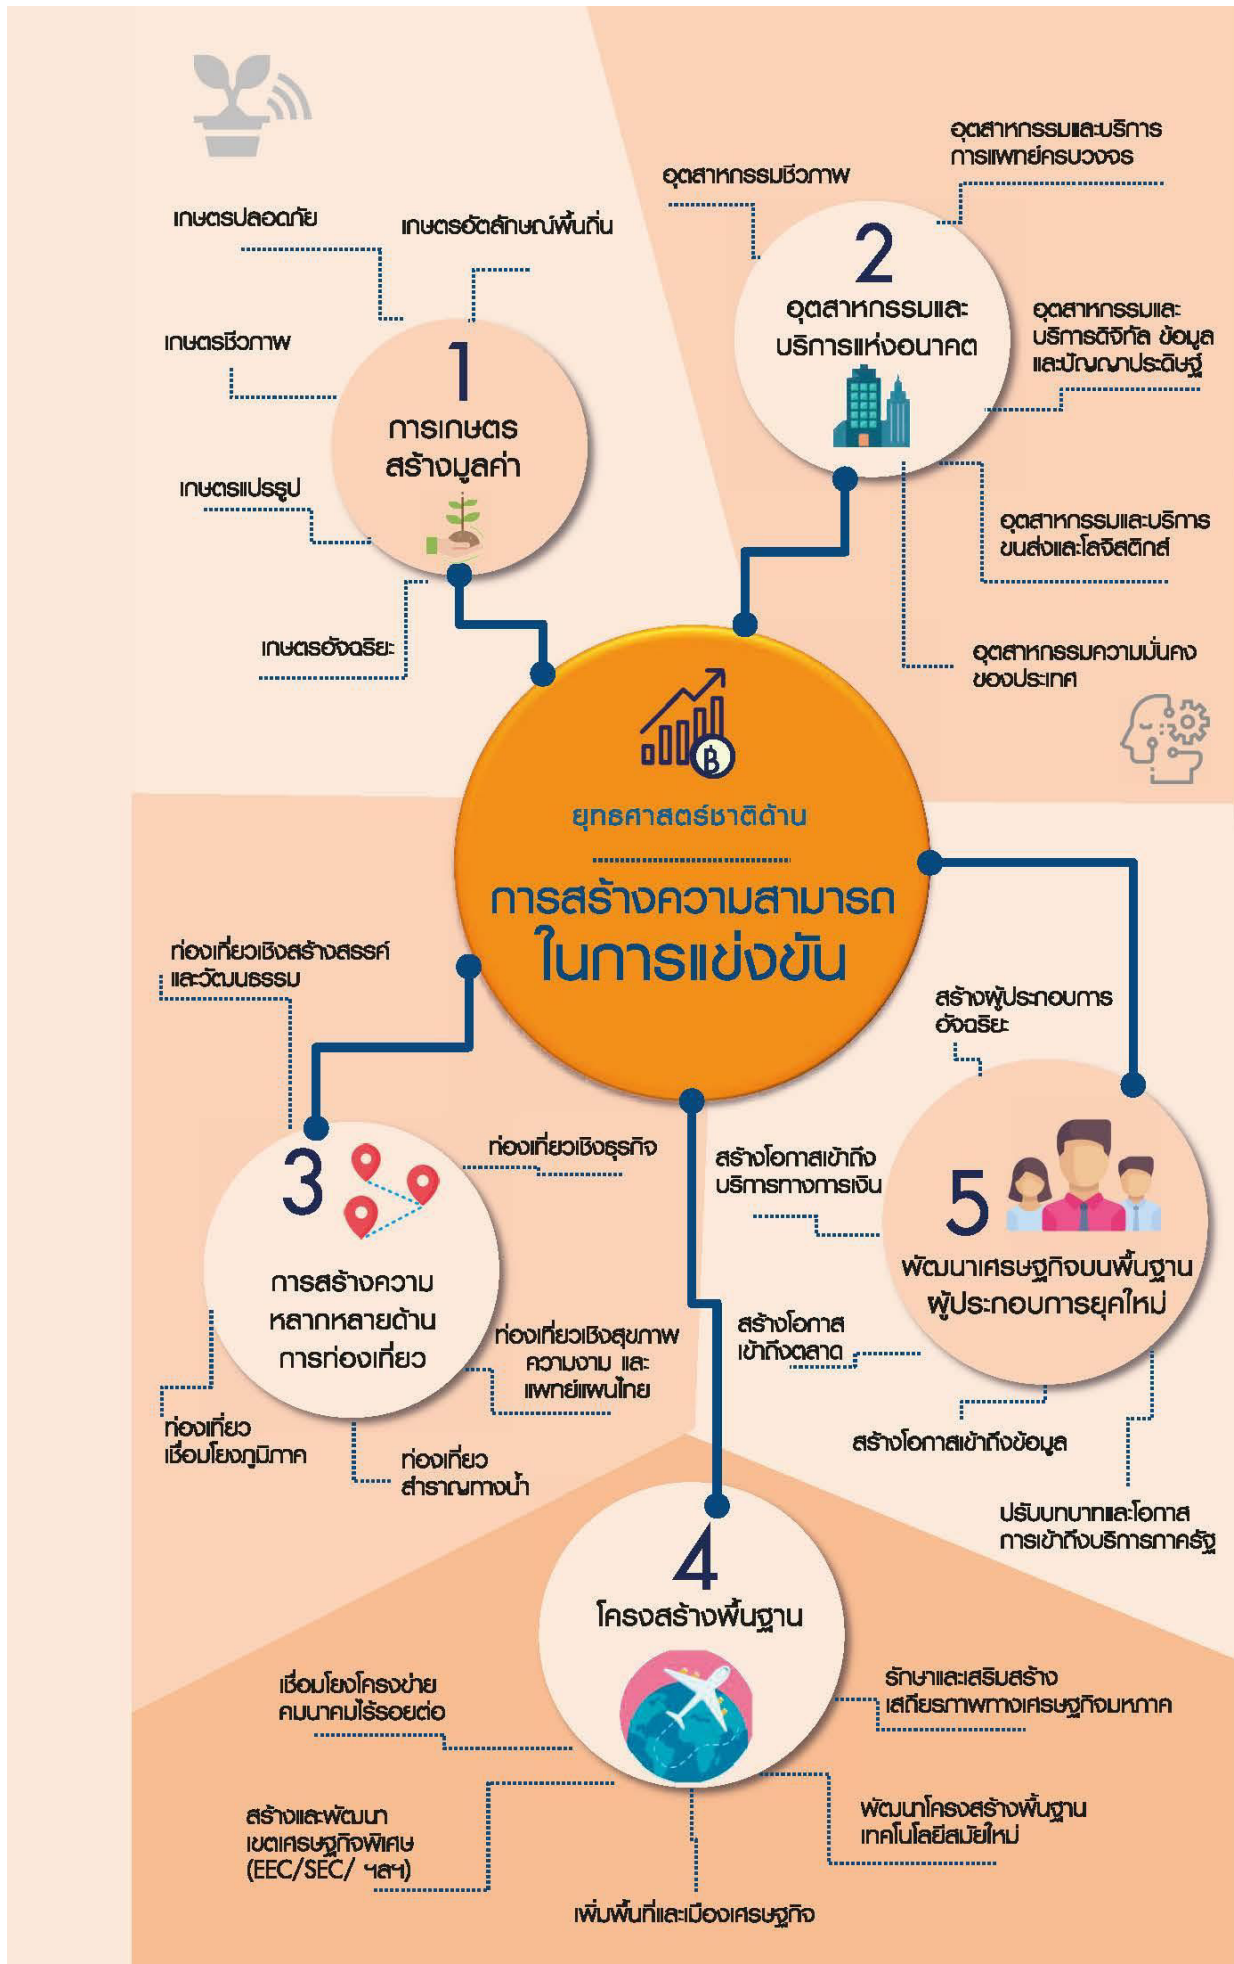 ยุทธศาสตร์ชาติด้าน
การสร้างความสามารถ
ในการแข่งขัน
1
การเกษตร
สร้างมูลค่า
เกษตรอัตลักษณ์พื้นถิ่น
เกษตรปลอดภัย
เกษตรชีวภาพ
เกษตรแปรรูป
เกษตรอัจฉริยะ
2
อุตสาหกรรมและ
บริการแห่งอนาคต
อุตสาหกรรมชีวภาพ
อุตสาหกรรมและบริการ
การแพทย์ครบวงจร
อุตสาหกรรมและ
บริการดิจิทัล ข้อมูล
และปัญญาประดิษฐ์
อุตสาหกรรมและบริการ
ขนส่งและโลจิสติกส์
อุตสาหกรรมความมั่นคง
ของประเทศ
3
การสร้างความ
หลากหลายด้าน
การท่องเที่ยว
ท่องเที่ยวเชิงสร้างสรรค์
และวัฒนธรรม
ท่องเที่ยวเชิงธุรกิจ
ท่องเที่ยวเชิงสุขภาพ
ความงาม และ
แพทย์แผนไทย
ท่องเที่ยว
สำราญทางน้ำ
ท่องเที่ยว
เชื่อมโยงภูมิภาค
4
โครงสร้างพื้นฐาน
เชื่อมโยงโครงข่าย
คมนาคมไร้รอยต่อ
สร้างและพัฒนา
เขตเศรษฐกิจพิเศษ
(EEC/SEC/ ฯลฯ)
เพิ่มพื้นที่และเมืองเศรษฐกิจ
พัฒนาโครงสร้างพื้นฐาน
เทคโนโลยีสมัยใหม่
รักษาและเสริมสร้าง
เสถียรภาพทางเศรษฐกิจมหภาค
5
พัฒนาเศรษฐกิจบนพื้นฐาน
ผู้ประกอบการยุคใหม่
สร้างผู้ประกอบการ
อัจฉริยะ
สร้างโอกาสเข้าถึง
บริการทางการเงิน
สร้างโอกาส
เข้าถึงตลาด
สร้างโอกาสเข้าถึงข้อมูล
ปรับบทบาทและโอกาส
การเข้าถึงบริการภาครัฐ